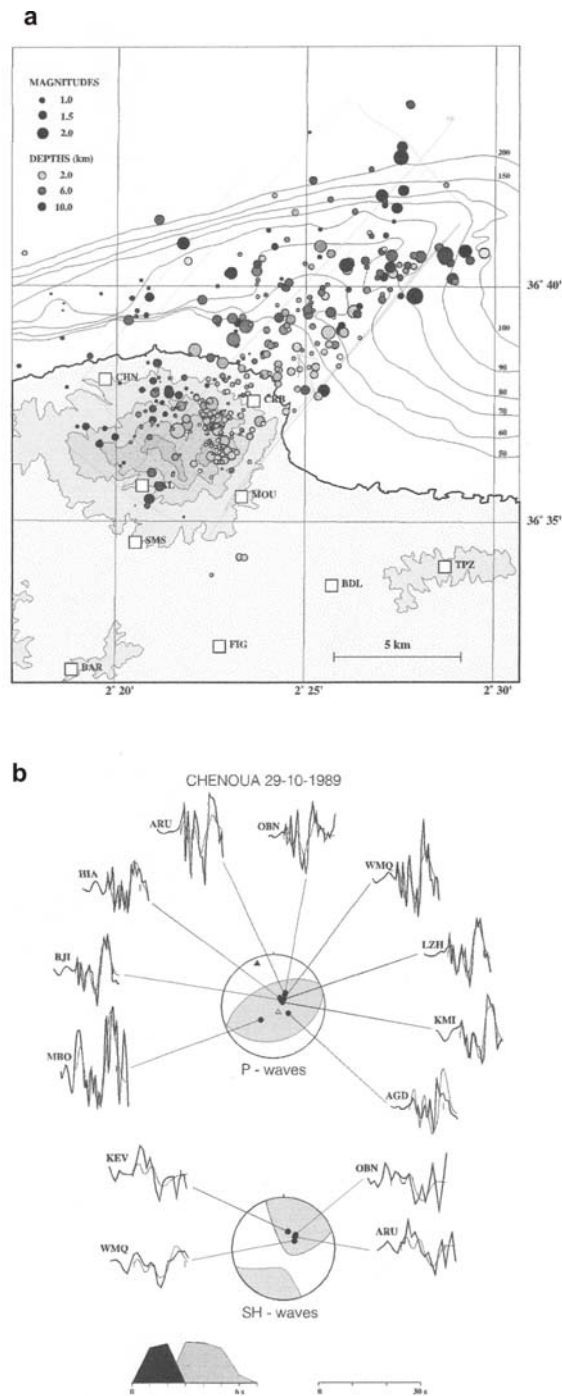 a
MAGNITUDES
1.0
1.5
2.0
DEPTHS (km)
2.0
6.0
10.0
200
150
36° 40'
100
90
80
70
60
50
CHN
CRB
MOU
36° 35'
SMS
TPZ
BDL
FIG
BAR
5 km
2° 20'
2° 25'
2° 30'
b
CHENOUA 29-10-1989
ARU
OBN
WMQ
HIA
LZH
BJI
KMI
MBO
AGD
P - waves
KEV
OBN
WMQ
ARU
SH - waves
0
6 s
0
30 s